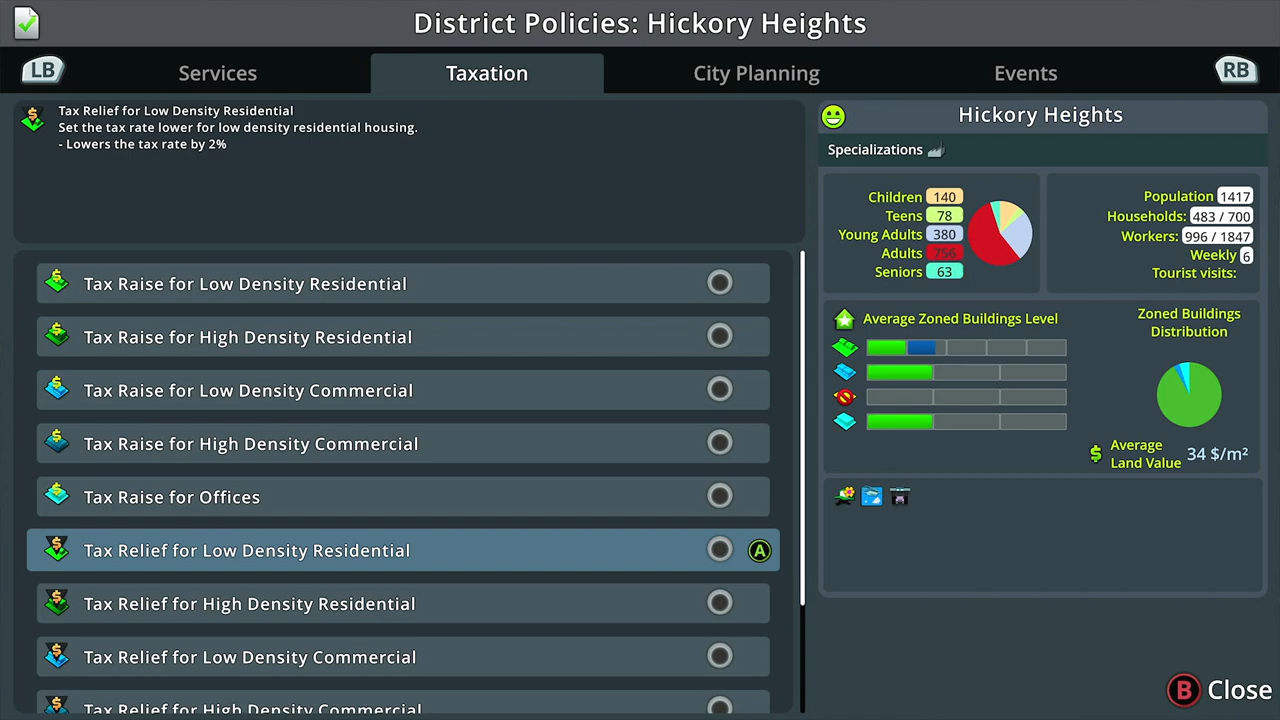 District Policies: Hickory Heights
LB
Services
Taxation
City Planning
Events
RB
Tax Relief for Low Density Residential
Set the tax rate lower for low density residential housing.
- Lowers the tax rate by 2%
Tax Raise for Low Density Residential
Tax Raise for High Density Residential
Tax Raise for Low Density Commercial
Tax Raise for High Density Commercial
Tax Raise for Offices
Tax Relief for Low Density Residential
A
Tax Relief for High Density Residential
Tax Relief for Low Density Commercial
Tax Relief for High Density Commercial
Hickory Heights
Specializations
Children 140
Teens 78
Young Adults 380
Adults 756
Seniors 63
Population 1417
Households: 483 / 700
Workers: 996 / 1847
Weekly 6
Tourist visits:
Average Zoned Buildings Level
Zoned Buildings
Distribution
$ Average
Land Value 34 $/m²
B Close